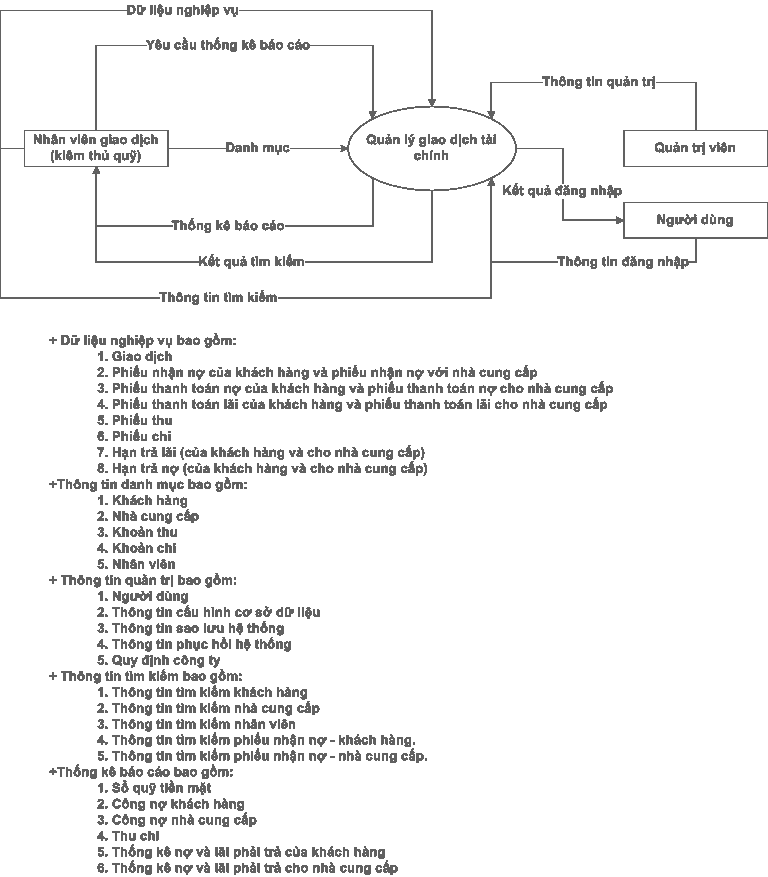 Dữ liệu nghiệp vụ
Yêu cầu thống kê báo cáo
Thông tin quản trị
Nhân viên giao dịch
(kiêm thủ quỹ)
Danh mục
Quản lý giao dịch tài
chính
Quản trị viên
Kết quả đăng nhập
Người dùng
Thống kê báo cáo
Kết quả tìm kiếm
Thông tin đăng nhập
Thông tin tìm kiếm
+ Dữ liệu nghiệp vụ bao gồm:
1. Giao dịch
2. Phiếu nhận nợ của khách hàng và phiếu nhận nợ với nhà cung cấp
3. Phiếu thanh toán nợ của khách hàng và phiếu thanh toán nợ cho nhà cung cấp
4. Phiếu thanh toán lãi của khách hàng và phiếu thanh toán lãi cho nhà cung cấp
5. Phiếu thu
6. Phiếu chi
7. Hạn trả lãi (của khách hàng và cho nhà cung cấp)
8. Hạn trả nợ (của khách hàng và cho nhà cung cấp)
+Thông tin danh mục bao gồm:
1. Khách hàng
2. Nhà cung cấp
3. Khoản thu
4. Khoản chi
5. Nhân viên
+ Thông tin quản trị bao gồm:
1. Người dùng
2. Thông tin cấu hình cơ sở dữ liệu
3. Thông tin sao lưu hệ thống
4. Thông tin phục hồi hệ thống
5. Quy định công ty
+ Thông tin tìm kiếm bao gồm:
1. Thông tin tìm kiếm khách hàng
2. Thông tin tìm kiếm nhà cung cấp
3. Thông tin tìm kiếm nhân viên
4. Thông tin tìm kiếm phiếu nhận nợ - khách hàng.
5. Thông tin tìm kiếm phiếu nhận nợ - nhà cung cấp.
+Thống kê báo cáo bao gồm:
1. Sổ quỹ tiền mặt
2. Công nợ khách hàng
3. Công nợ nhà cung cấp
4. Thu chi
5. Thống kê nợ và lãi phải trả của khách hàng
6. Thống kê nợ và lãi phải trả cho nhà cung cấp